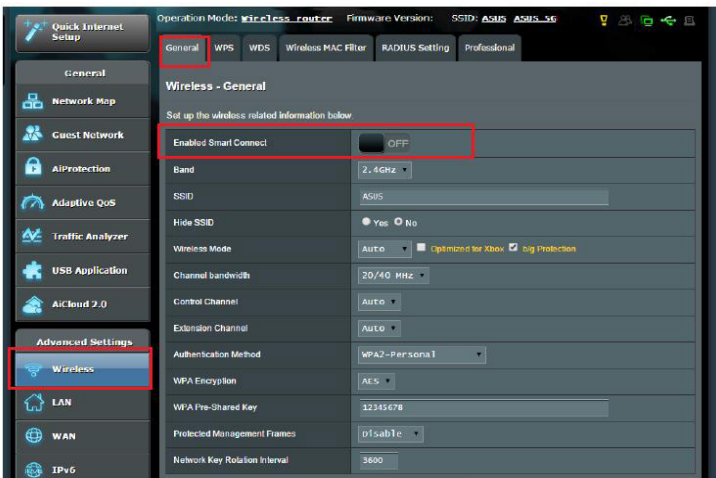 Quick Internet Setup
Operation Mode: Wireless router Firmware Version: SSID: ASUS ASUS_5G
General WPS WDS Wireless MAC Filter RADIUS Setting Professional
General
Network Map
Guest Network
AiProtection
Adaptive QoS
Traffic Analyzer
USB Application
AiCloud 2.0
Advanced Settings
Wireless
LAN
WAN
IPv6
Wireless - General
Set up the wireless related information below.
Enabled Smart Connect OFF
Band 2.4GHz
SSID ASUS
Hide SSID Yes No
Wireless Mode Auto Optimized for Xbox b/g Protection
Channel bandwidth 20/40 MHz
Control Channel Auto
Extension Channel Auto
Authentication Method WPA2-Personal
WPA Encryption AES
WPA Pre-Shared Key 12345678
Protected Management Frames Disable
Network Key Rotation Interval 3600